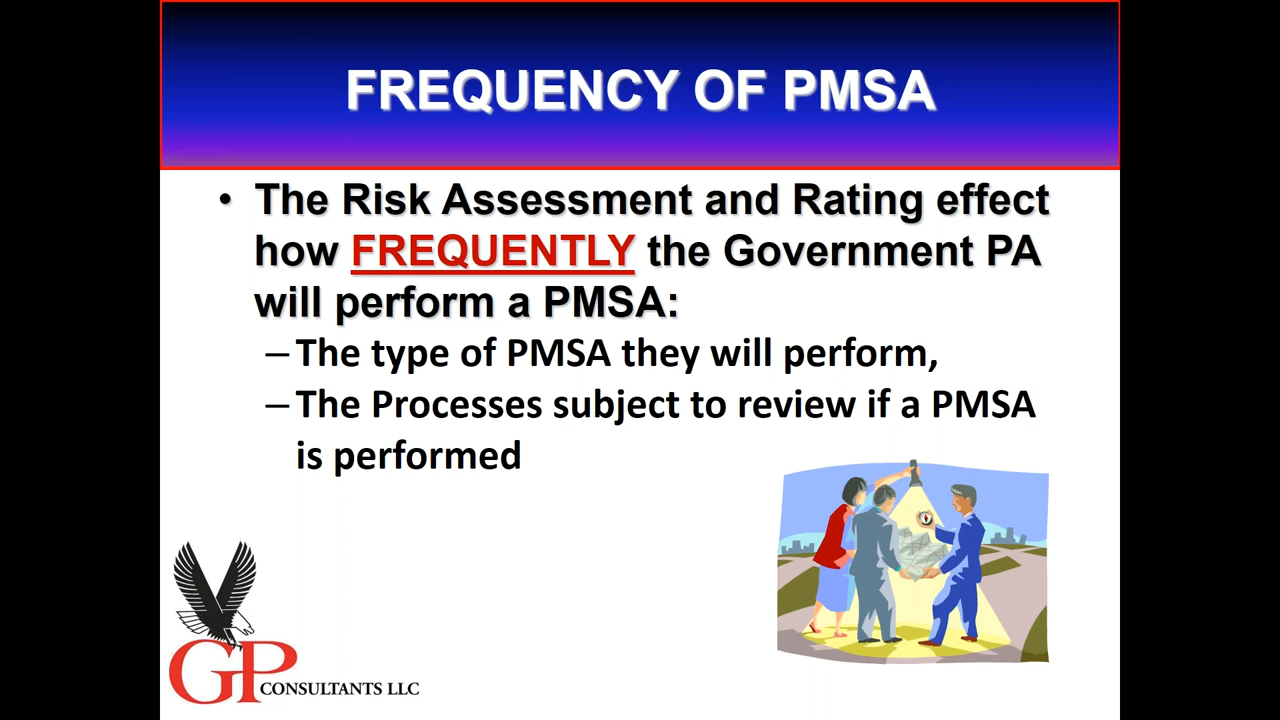 FREQUENCY OF PMSA
• The Risk Assessment and Rating effect
how FREQUENTLY the Government PA
will perform a PMSA:
– The type of PMSA they will perform,
– The Processes subject to review if a PMSA
is performed
GP CONSULTANTS LLC